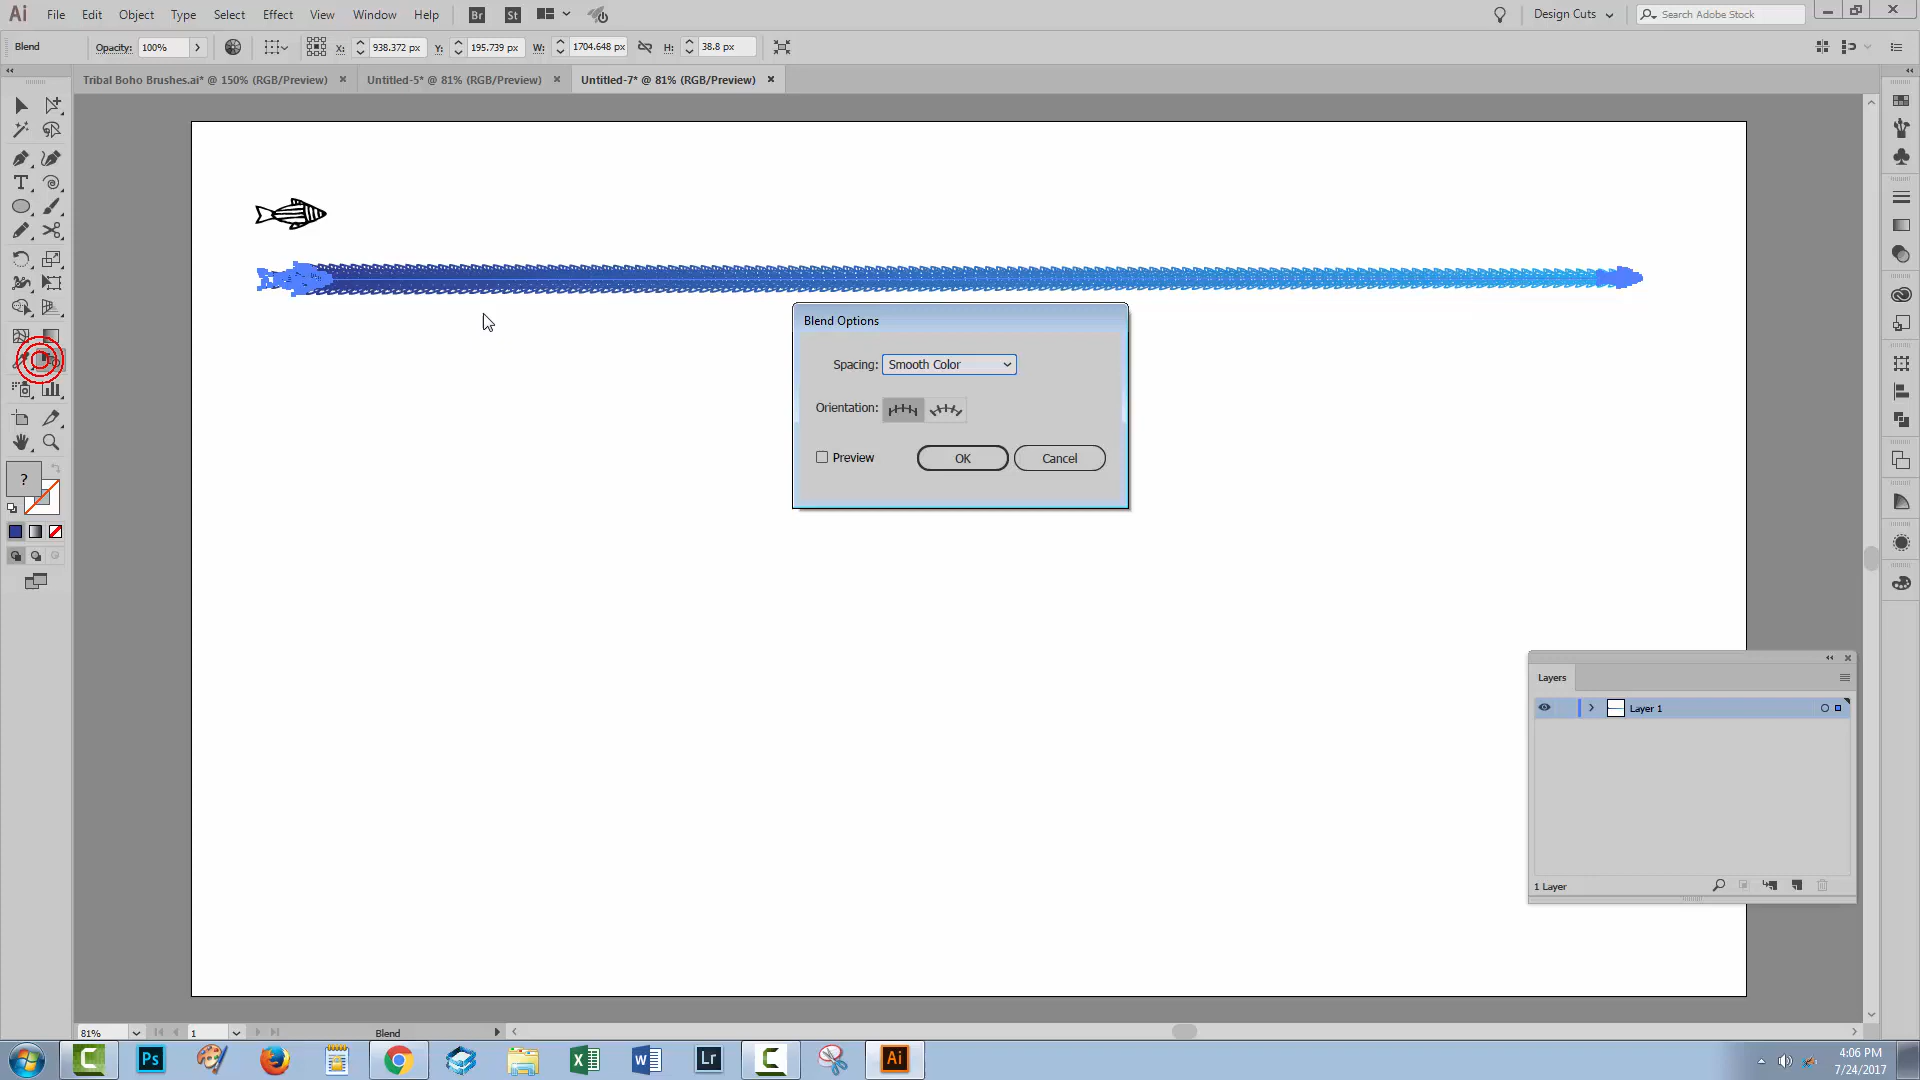 Ai File Edit Object Type Select Effect View Window Help Br St Design Cuts Search Adobe Stock
Blend Opacity: 100% X: 938.372 px Y: 195.739 px W: 1704.648 px H: 38.8 px
Tribal Boho Brushes.ai* @ 150% (RGB/Preview) Untitled-5* @ 81% (RGB/Preview) Untitled-7* @ 81% (RGB/Preview)
T
Blend Options
Spacing: Smooth Color
Orientation:
Preview OK Cancel
?
Layers
Layer 1
1 Layer
81% 1 Blend
Ps Lr Ai
4:06 PM
7/24/2017